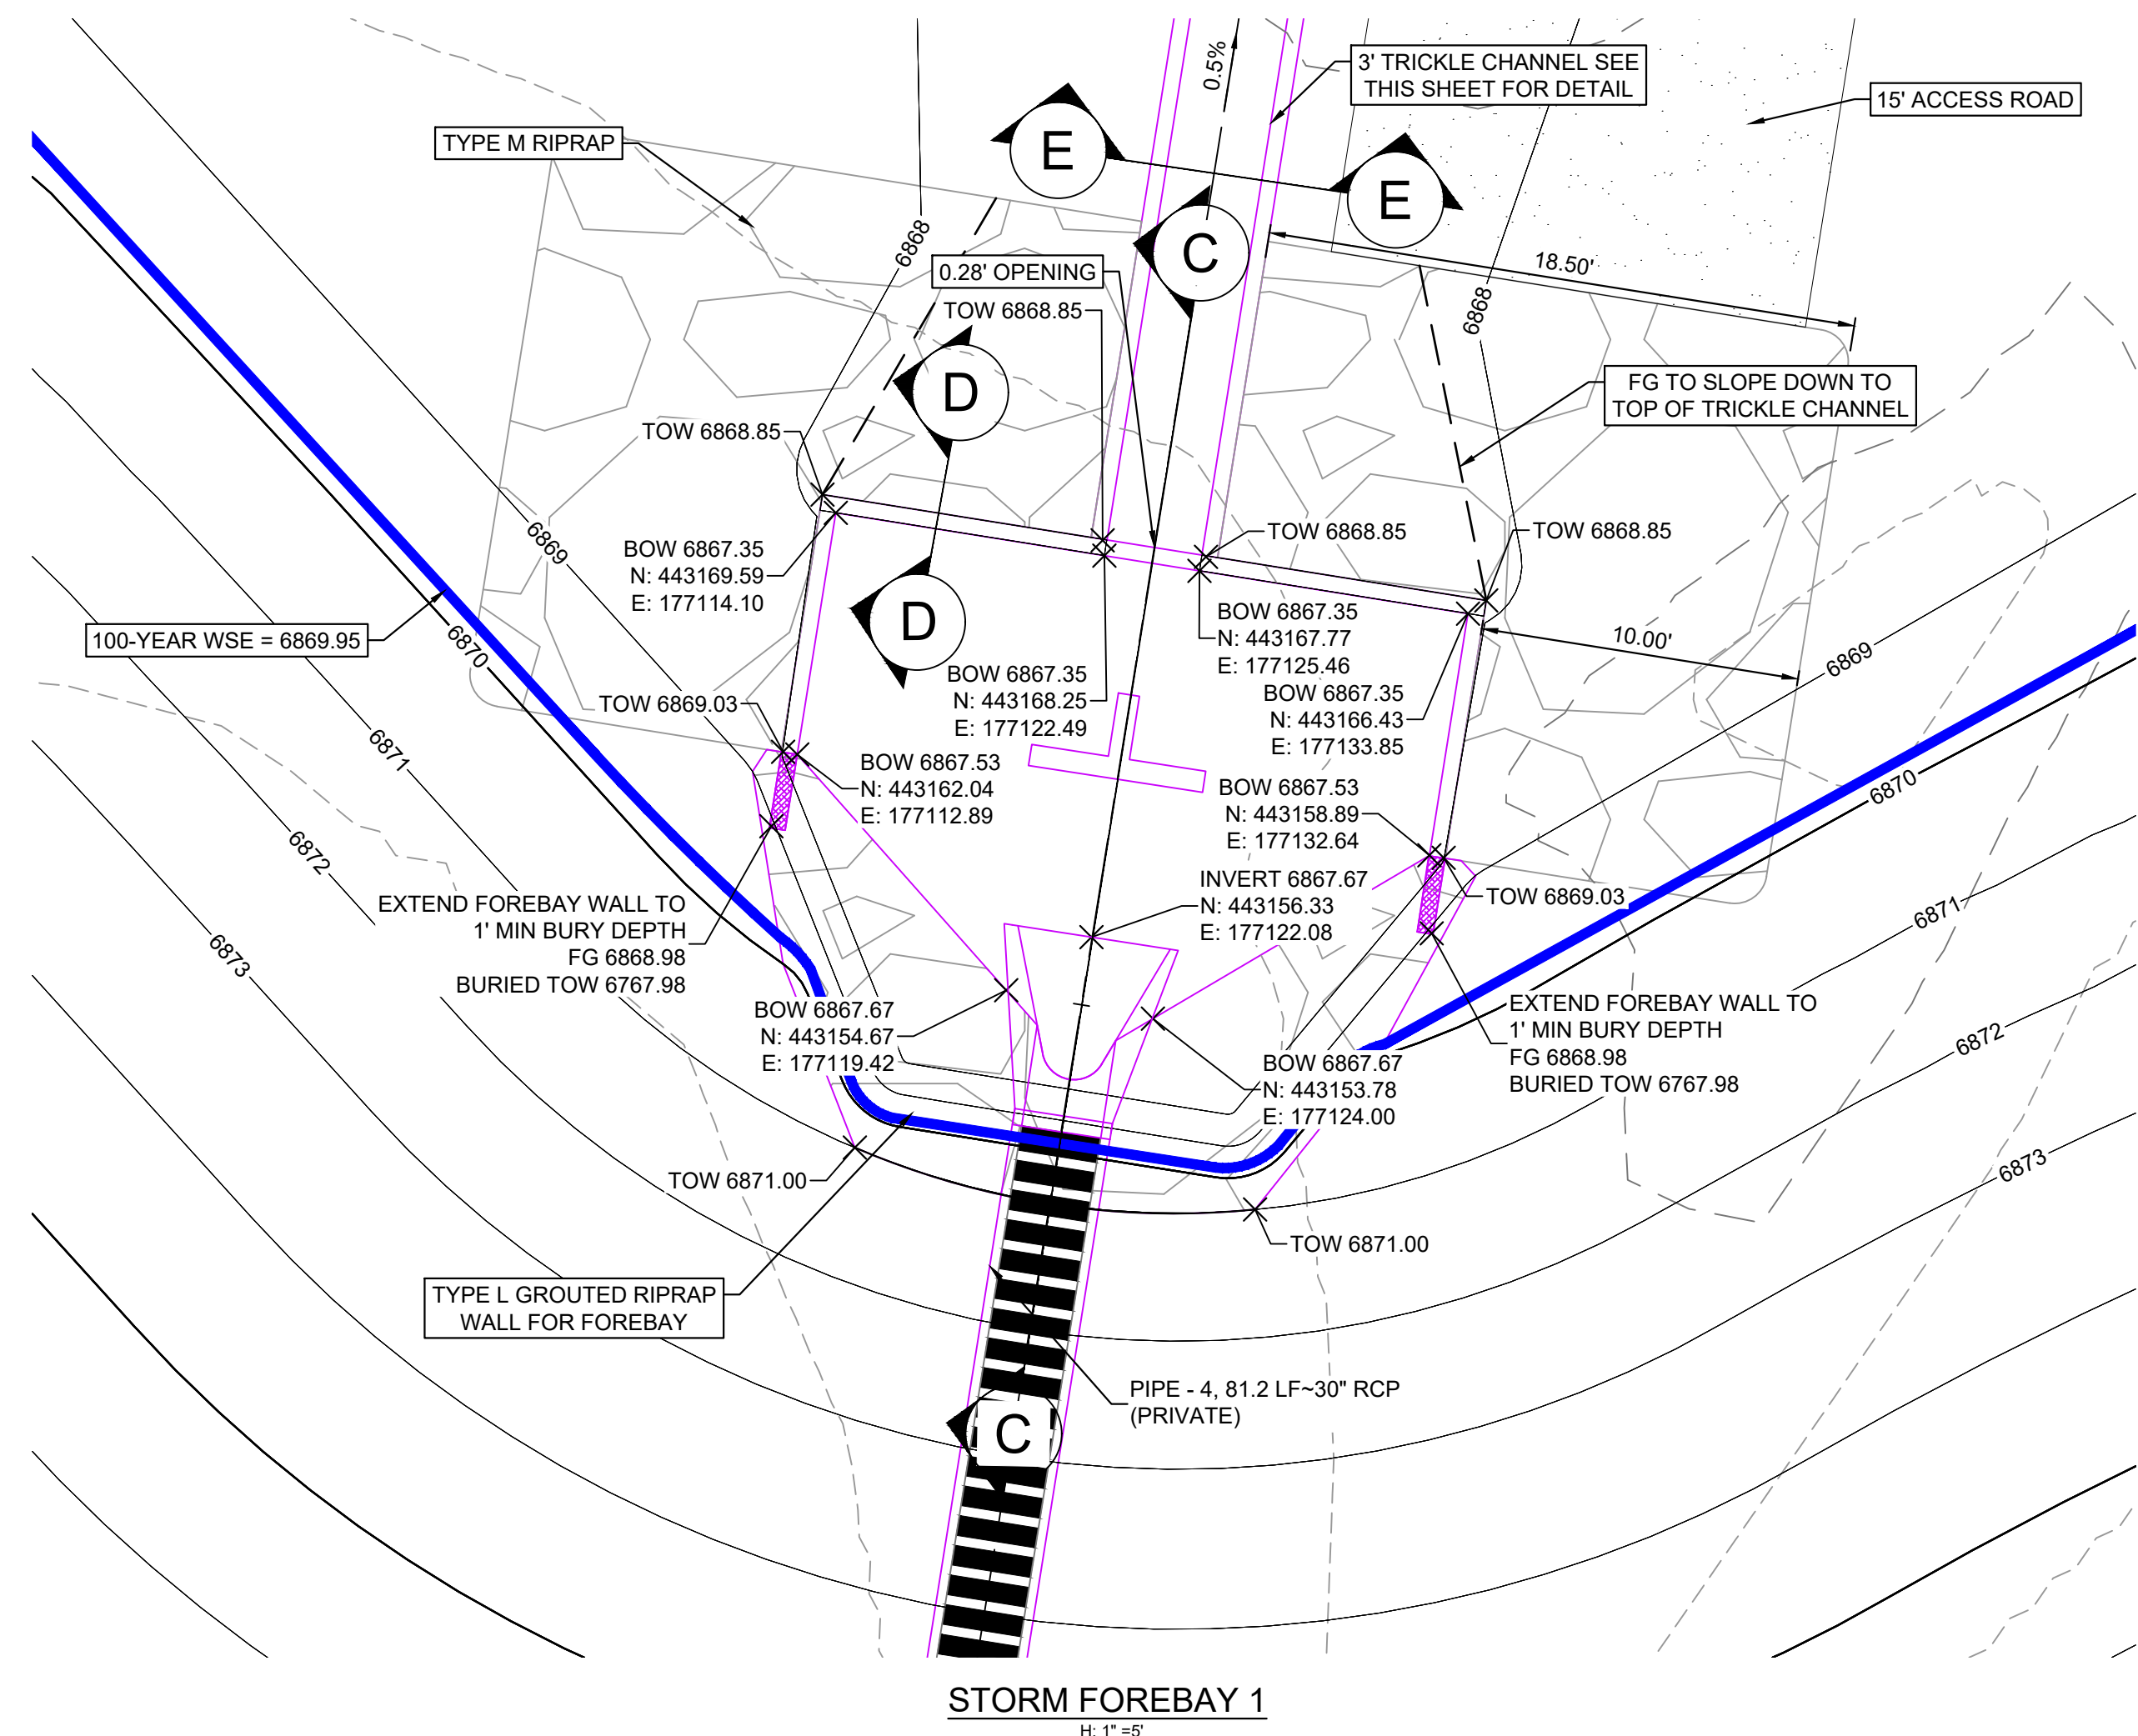 0.5%
3' TRICKLE CHANNEL SEE
THIS SHEET FOR DETAIL
15' ACCESS ROAD
TYPE M RIPRAP
E
E
C
6868
0.28' OPENING
18.50'
TOW 6868.85
6868
D
FG TO SLOPE DOWN TO
TOP OF TRICKLE CHANNEL
TOW 6868.85
6869
TOW 6868.85
TOW 6868.85
BOW 6867.35
N: 443169.59
E: 177114.10
D
BOW 6867.35
N: 443167.77
E: 177125.46
10.00'
6869
100-YEAR WSE = 6869.95
6870
BOW 6867.35
N: 443168.25
E: 177122.49
BOW 6867.35
N: 443166.43
E: 177133.85
TOW 6869.03
6871
BOW 6867.53
N: 443162.04
E: 177112.89
BOW 6867.53
N: 443158.89
E: 177132.64
6870
6872
INVERT 6867.67
N: 443156.33
E: 177122.08
TOW 6869.03
6871
EXTEND FOREBAY WALL TO
1' MIN BURY DEPTH
FG 6868.98
BURIED TOW 6767.98
6873
BOW 6867.67
N: 443154.67
E: 177119.42
EXTEND FOREBAY WALL TO
1' MIN BURY DEPTH
FG 6868.98
BURIED TOW 6767.98
6872
BOW 6867.67
N: 443153.78
E: 177124.00
TOW 6871.00
6873
TOW 6871.00
TYPE L GROUTED RIPRAP
WALL FOR FOREBAY
PIPE - 4, 81.2 LF~30" RCP
(PRIVATE)
C
STORM FOREBAY 1
H: 1" =5'